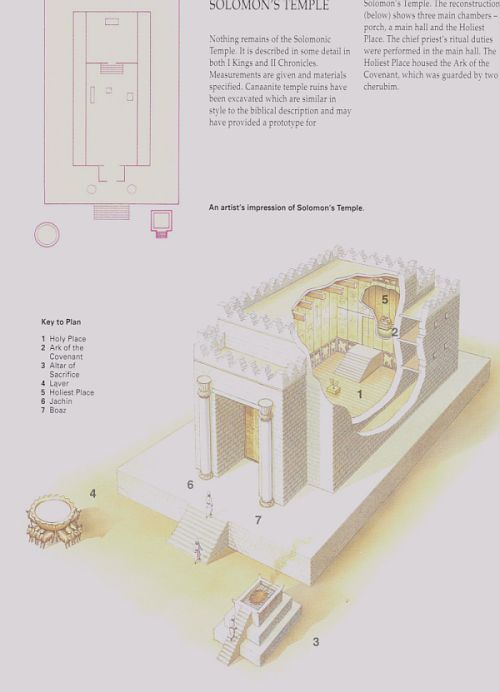 SOLOMON'S TEMPLE
Nothing remains of the Solomonic
Temple. It is described in some detail in
both I Kings and II Chronicles.
Measurements are given and materials
specified. Canaanite temple ruins have
been excavated which are similar in
style to the biblical description and may
have provided a prototype for
Solomon's Temple. The reconstruction
(below) shows three main chambers –
porch, a main hall and the Holiest
Place. The chief priest's ritual duties
were performed in the main hall. The
Holiest Place housed the Ark of the
Covenant, which was guarded by two
cherubim.
An artist's impression of Solomon's Temple.
Key to Plan
1 Holy Place
2 Ark of the
Covenant
3 Altar of
Sacrifice
4 Laver
5 Holiest Place
6 Jachin
7 Boaz
5
2
1
6
4
7
3